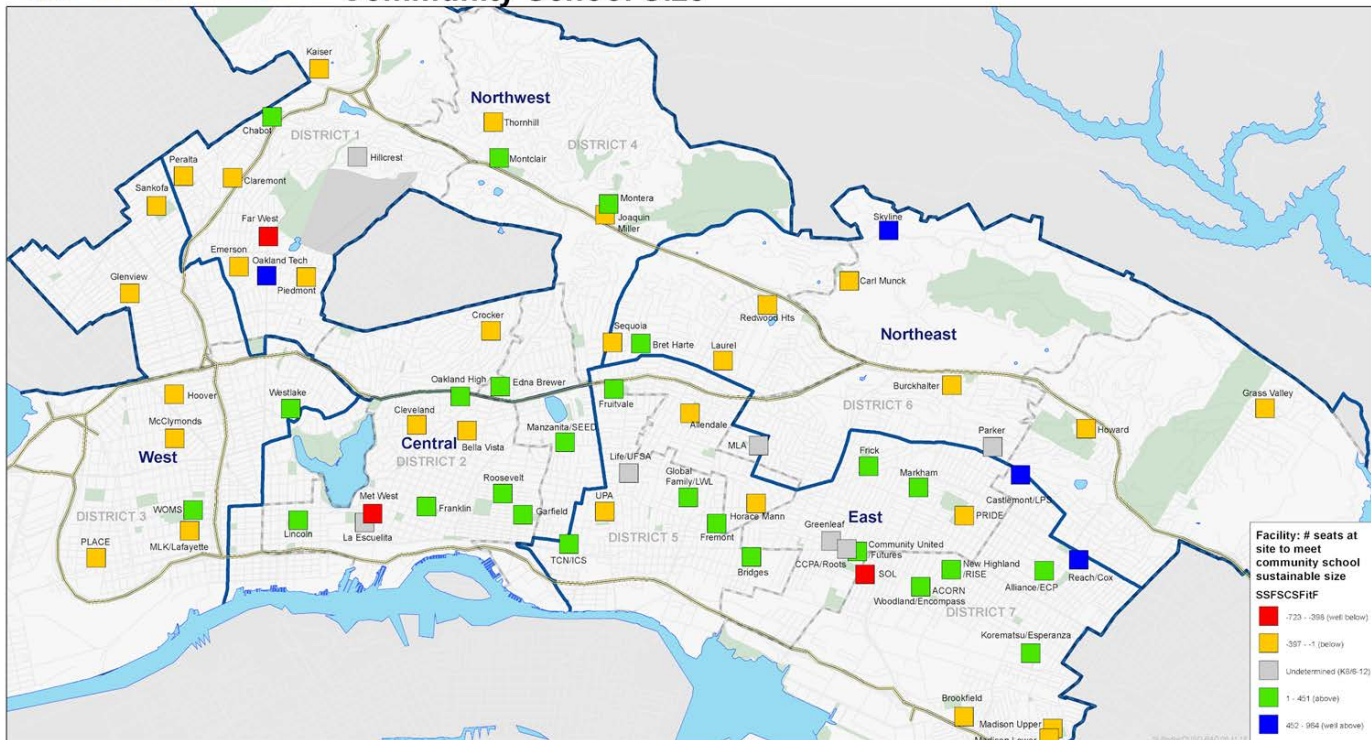 Community School Size
Kaiser
Northwest
Thornhill
Chabot
DISTRICT 1
DISTRICT 4
Hillcrest
Montclair
Peralta
Claremont
Sankofa
Montera
Joaquin
Miller
Far West
Skyline
Emerson
Oakland Tech
Piedmont
Glenview
Carl Munck
Redwood Hts
Crocker
Sequoia
Bret Harte
Laurel
Northeast
Oakland High
Edna Brewer
Burckhalter
Grass Valley
Hoover
Westlake
Fruitvale
DISTRICT 6
McClymonds
Cleveland
Bella Vista
Manzanita/SEED
Allendale
Howard
Central
DISTRICT 2
MLA
Parker
West
Life/UFSA
Frick
Markham
Castlemont/LPS
Met West
Roosevelt
Global
Family/LWL
DISTRICT 3
WOMS
Franklin
Garfield
UPA
Horace Mann
PRIDE
East
MLK/Lafayette
Lincoln
La Escuelita
DISTRICT 5
Fremont
Greenleaf
PLACE
TCN/ICS
Bridges
Community United
/Futures
CCPA/Roots
SOL
New Highland
/RISE
Reach/Cox
ACORN
Woodland/Encompass
Alliance/ECP
DISTRICT 7
Korematsu/Esperanza
Brookfield
Madison Upper
Madison Lower
Facility: # seats at
site to meet
community school
sustainable size
SSFSCSFitF
-723 - -398 (well below)
-397 - -1 (below)
Undetermined (K8/6-12)
1 - 451 (above)
452 - 964 (well above)